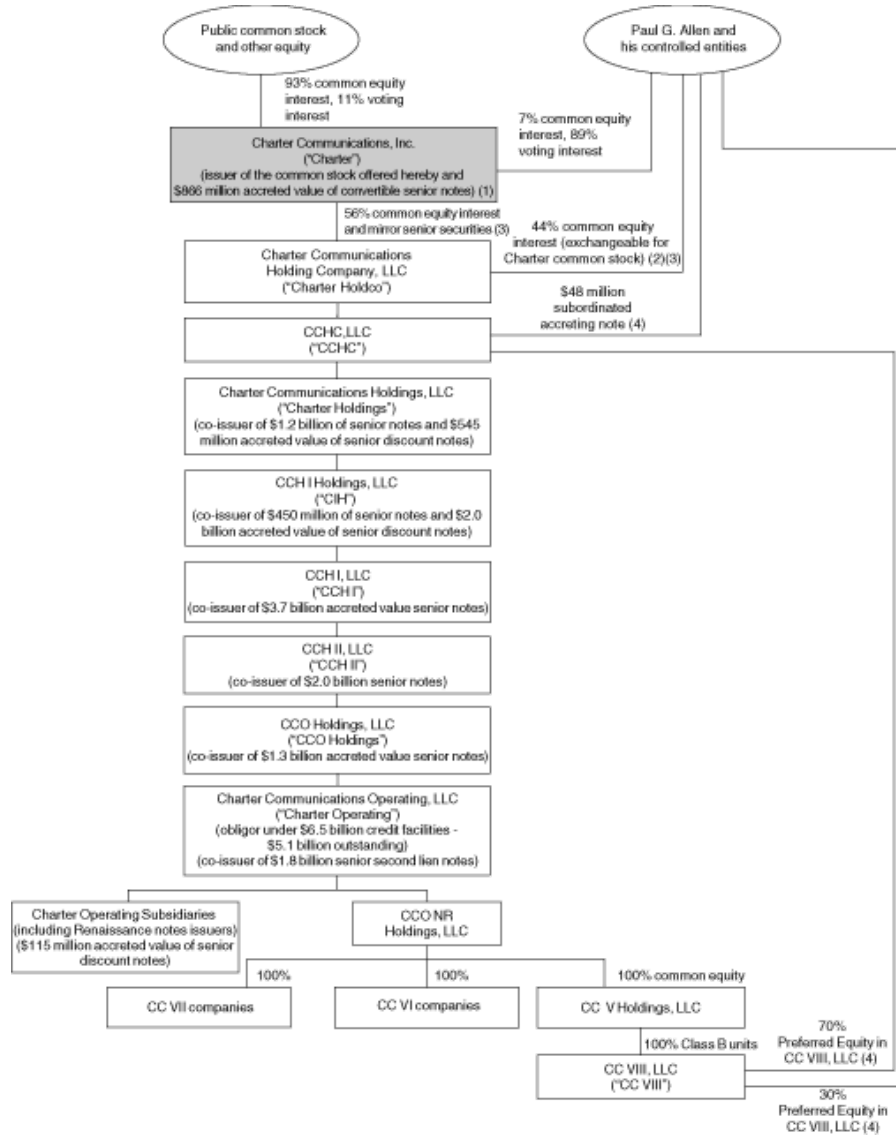 Public common stock
and other equity
Paul G. Allen and
his controlled entities
93% common equity
interest, 11% voting
interest
7% common equity
interest, 89%
voting interest
Charter Communications, Inc.
("Charter")
(issuer of the common stock offered hereby and
$866 million accreted value of convertible senior notes) (1)
56% common equity interest
and mirror senior securities (3)
44% common equity
interest (exchangeable for
Charter common stock) (2)(3)
Charter Communications
Holding Company, LLC
("Charter Holdco")
$48 million
subordinated
accreting note (4)
CCHC,LLC
("CCHC")
Charter Communications Holdings, LLC
("Charter Holdings")
(co-issuer of $1.2 billion of senior notes and $545
million accreted value of senior discount notes)
CCH I Holdings, LLC
("CIH")
(co-issuer of $450 million of senior notes and $2.0
billion accreted value of senior discount notes)
CCH I, LLC
("CCH I")
(co-issuer of $3.7 billion accreted value senior notes)
CCH II, LLC
("CCH II")
(co-issuer of $2.0 billion senior notes)
CCO Holdings, LLC
("CCO Holdings")
(co-issuer of $1.3 billion accreted value senior notes)
Charter Communications Operating, LLC
("Charter Operating")
(obligor under $6.5 billion credit facilities -
$5.1 billion outstanding)
(co-issuer of $1.8 billion senior second lien notes)
Charter Operating Subsidiaries
(including Renaissance notes issuers)
($115 million accreted value of senior
discount notes)
CCO NR
Holdings, LLC
100%
100%
100% common equity
CC VII companies
CC VI companies
CC V Holdings, LLC
100% Class B units
70%
Preferred Equity in
CC VIII, LLC (4)
CC VIII, LLC
("CC VIII")
30%
Preferred Equity in
CC VIII, LLC (4)